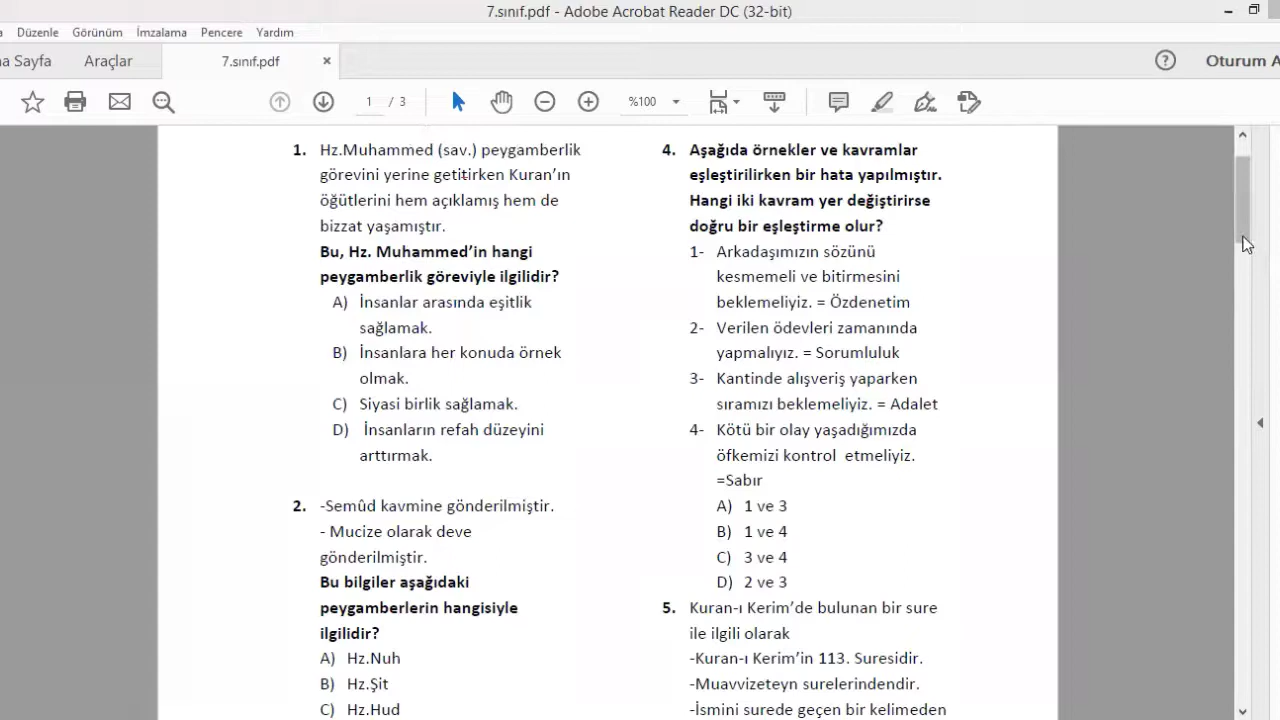 7.sınıf.pdf - Adobe Acrobat Reader DC (32-bit)
Düzenle Görünüm İmzalama Pencere Yardım
a Sayfa Araçlar 7.sınıf.pdf × Oturum A
1 / 3 %100
1. Hz.Muhammed (sav.) peygamberlik
görevini yerine getitirken Kuran’ın
öğütlerini hem açıklamış hem de
bizzat yaşamıştır.
Bu, Hz. Muhammed’in hangi
peygamberlik göreviyle ilgilidir?
A) İnsanlar arasında eşitlik
sağlamak.
B) İnsanlara her konuda örnek
olmak.
C) Siyasi birlik sağlamak.
D) İnsanların refah düzeyini
arttırmak.
2. -Semûd kavmine gönderilmiştir.
- Mucize olarak deve
gönderilmiştir.
Bu bilgiler aşağıdaki
peygamberlerin hangisiyle
ilgilidir?
A) Hz.Nuh
B) Hz.Şit
C) Hz.Hud
4. Aşağıda örnekler ve kavramlar
eşleştirilirken bir hata yapılmıştır.
Hangi iki kavram yer değiştirirse
doğru bir eşleştirme olur?
1- Arkadaşımızın sözünü
kesmemeli ve bitirmesini
beklemeliyiz. = Özdenetim
2- Verilen ödevleri zamanında
yapmalıyız. = Sorumluluk
3- Kantinde alışveriş yaparken
sıramızı beklemeliyiz. = Adalet
4- Kötü bir olay yaşadığımızda
öfkemizi kontrol etmeliyiz.
=Sabır
A) 1 ve 3
B) 1 ve 4
C) 3 ve 4
D) 2 ve 3
5. Kuran-ı Kerim’de bulunan bir sure
ile ilgili olarak
-Kuran-ı Kerim’in 113. Suresidir.
-Muavvizeteyn surelerindendir.
-İsmini surede geçen bir kelimeden